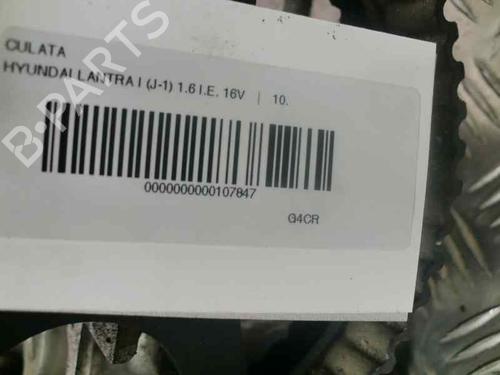 CULATA
HYUNDAI LANTRA I (J-1) 1.6 I.E. 16V | 10.
B-PARTS
0000000000107847
G4CR